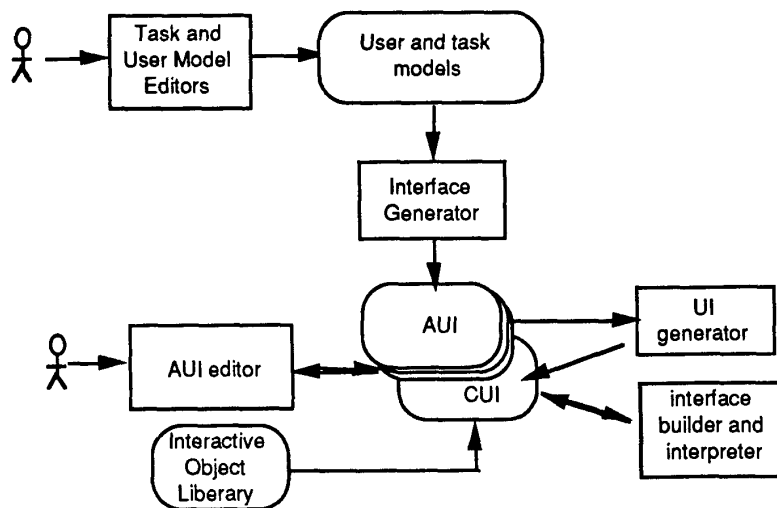 Task and
User Model
Editors
User and task
models
Interface
Generator
AUI
UI
generator
AUI editor
CUI
interface
builder and
interpreter
Interactive
Object
Liberary